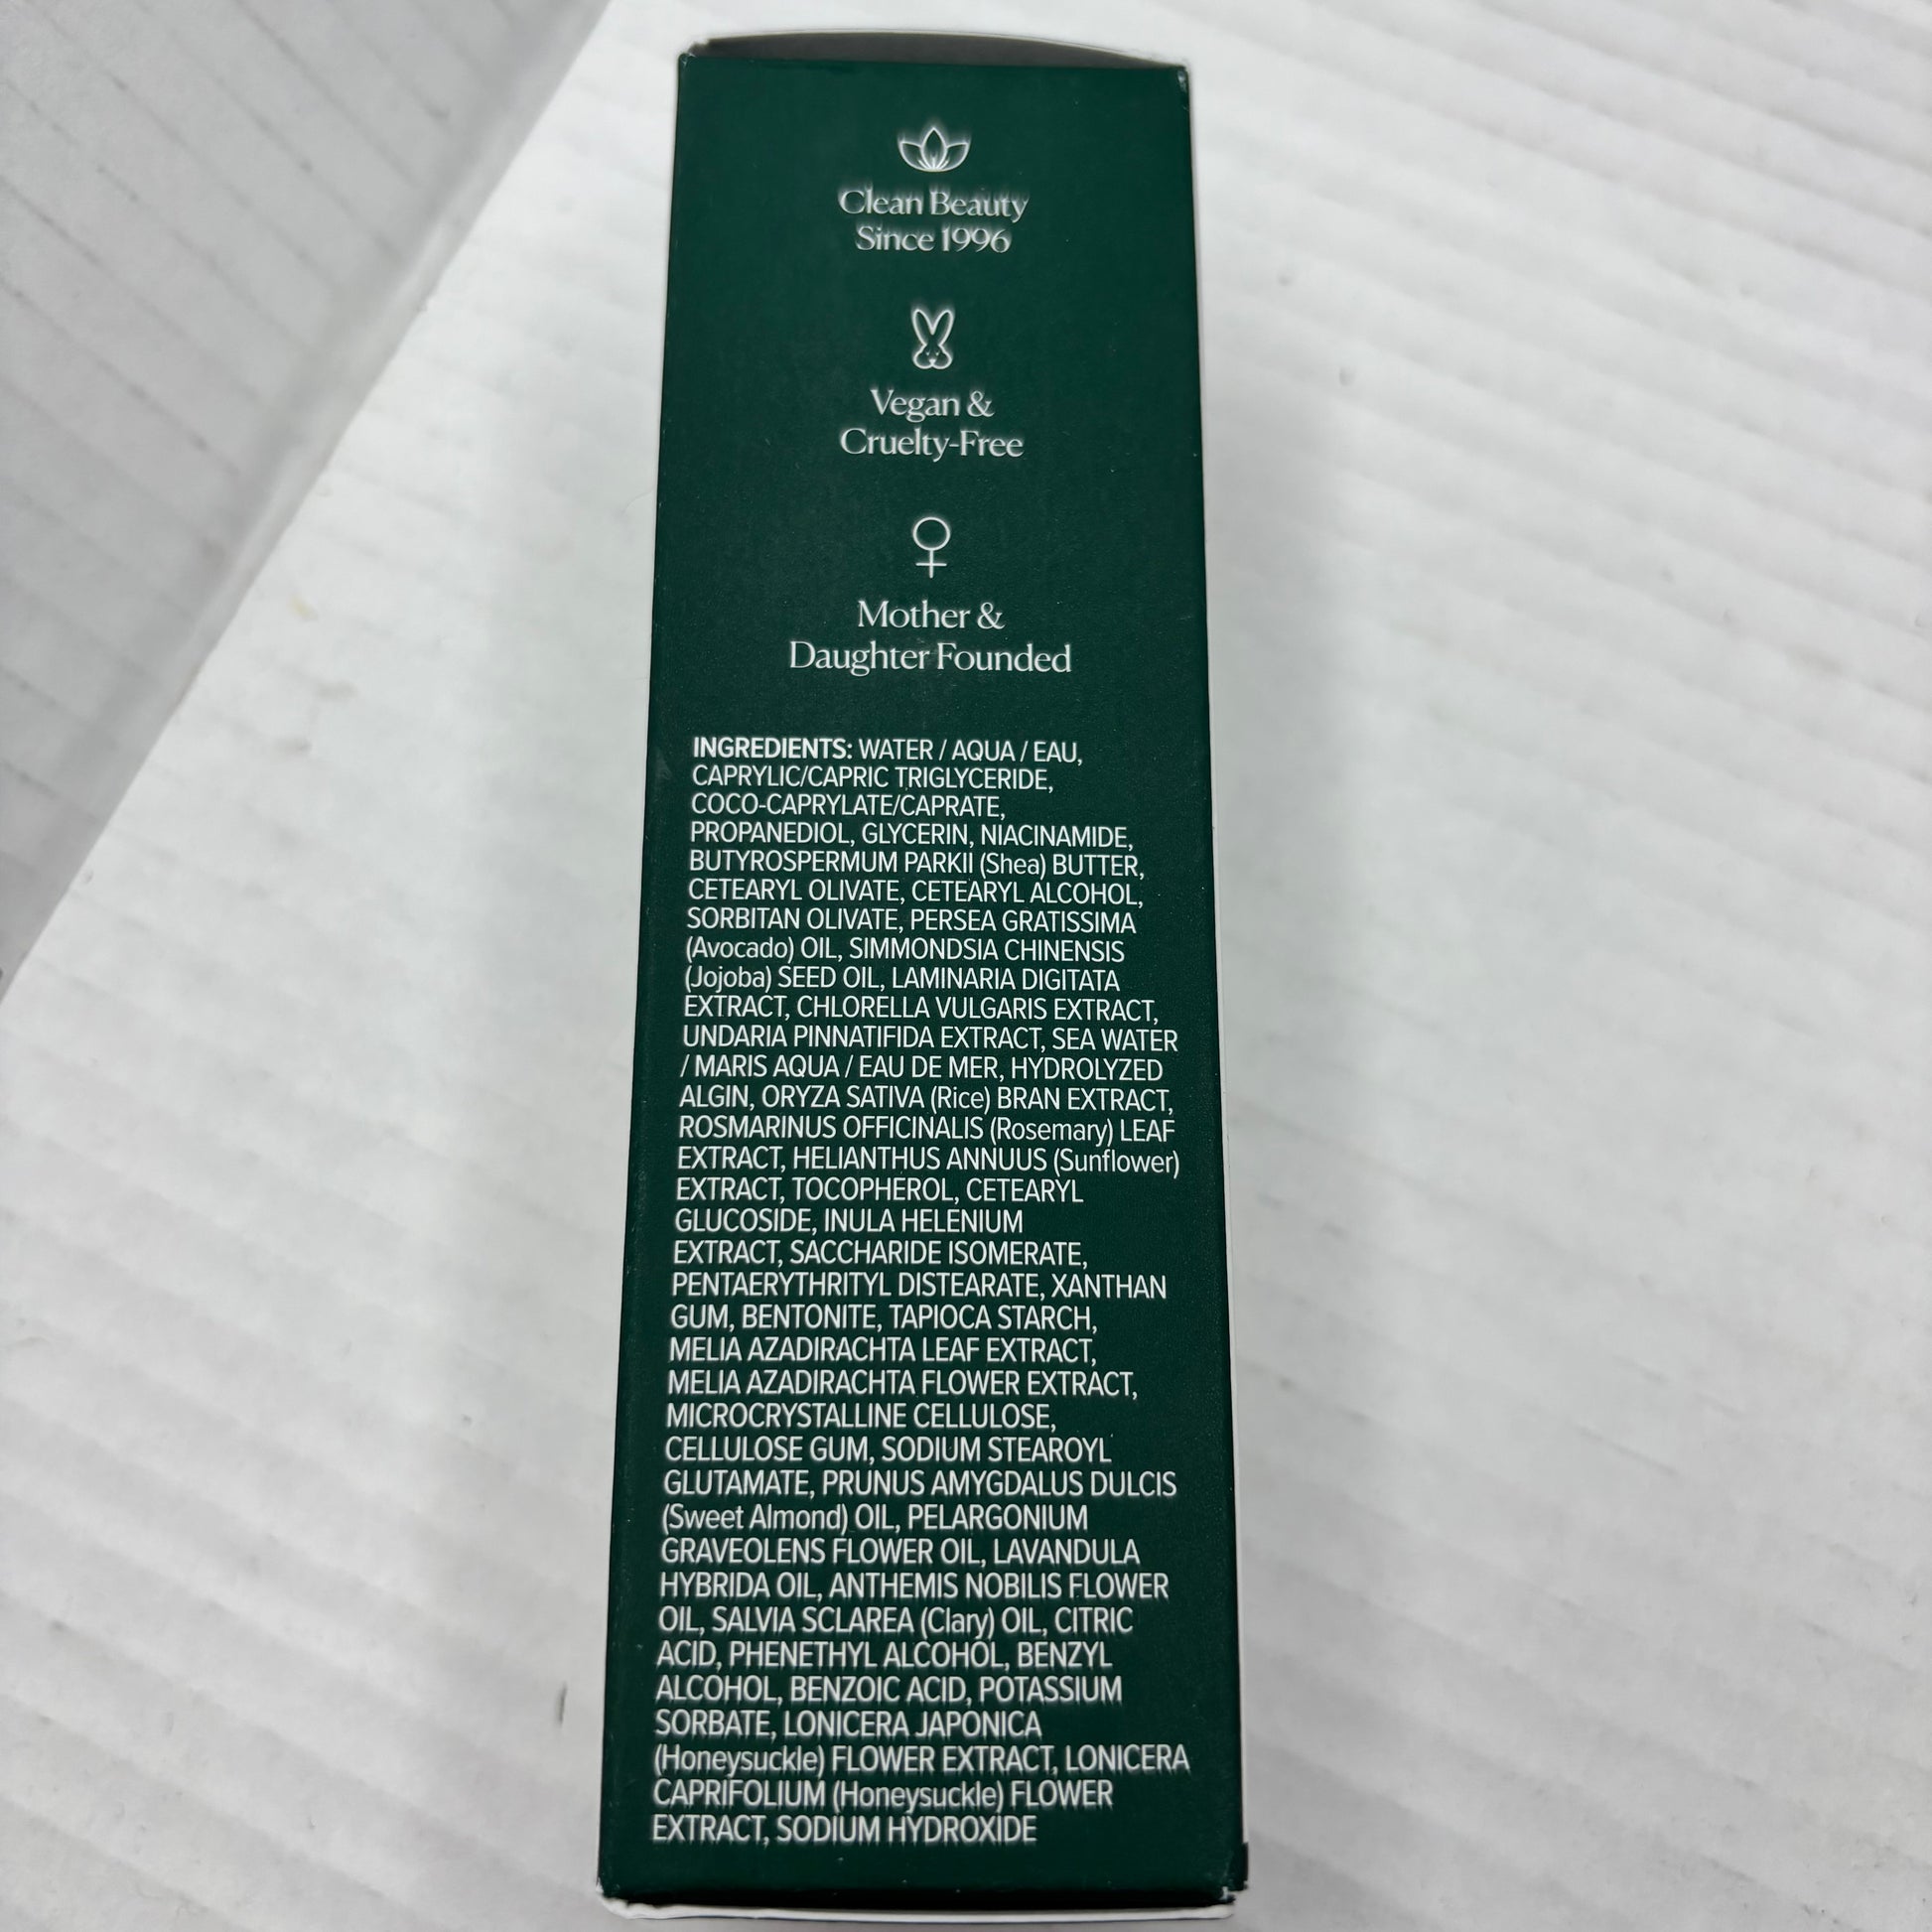 Clean Beauty
Since 1996
Vegan &
Cruelty-Free
Mother &
Daughter Founded
INGREDIENTS: WATER / AQUA / EAU,
CAPRYLIC/CAPRIC TRIGLYCERIDE,
COCO-CAPRYLATE/CAPRATE,
PROPANEDIOL, GLYCERIN, NIACINAMIDE,
BUTYROSPERMUM PARKII (Shea) BUTTER,
CETEARYL OLIVATE, CETEARYL ALCOHOL,
SORBITAN OLIVATE, PERSEA GRATISSIMA
(Avocado) OIL, SIMMONDSIA CHINENSIS
(Jojoba) SEED OIL, LAMINARIA DIGITATA
EXTRACT, CHLORELLA VULGARIS EXTRACT,
UNDARIA PINNATIFIDA EXTRACT, SEA WATER
/ MARIS AQUA / EAU DE MER, HYDROLYZED
ALGIN, ORYZA SATIVA (Rice) BRAN EXTRACT,
ROSMARINUS OFFICINALIS (Rosemary) LEAF
EXTRACT, HELIANTHUS ANNUUS (Sunflower)
EXTRACT, TOCOPHEROL, CETEARYL
GLUCOSIDE, INULA HELENIUM
EXTRACT, SACCHARIDE ISOMERATE,
PENTAERYTHRITYL DISTEARATE, XANTHAN
GUM, BENTONITE, TAPIOCA STARCH,
MELIA AZADIRACHTA LEAF EXTRACT,
MELIA AZADIRACHTA FLOWER EXTRACT,
MICROCRYSTALLINE CELLULOSE,
CELLULOSE GUM, SODIUM STEAROYL
GLUTAMATE, PRUNUS AMYGDALUS DULCIS
(Sweet Almond) OIL, PELARGONIUM
GRAVEOLENS FLOWER OIL, LAVANDULA
HYBRIDA OIL, ANTHEMIS NOBILIS FLOWER
OIL, SALVIA SCLAREA (Clary) OIL, CITRIC
ACID, PHENETHYL ALCOHOL, BENZYL
ALCOHOL, BENZOIC ACID, POTASSIUM
SORBATE, LONICERA JAPONICA
(Honeysuckle) FLOWER EXTRACT, LONICERA
CAPRIFOLIUM (Honeysuckle) FLOWER
EXTRACT, SODIUM HYDROXIDE